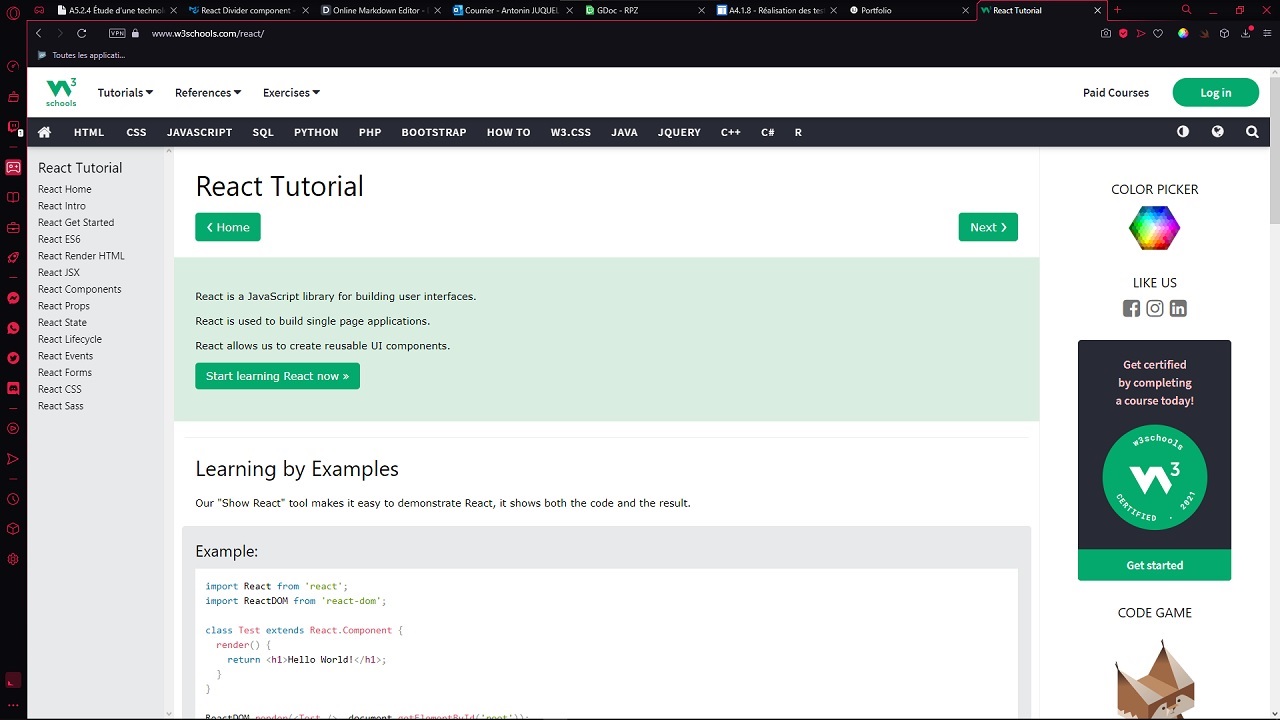 A5.2.4 Étude d'une technolo
React Divider component -
Online Markdown Editor -
Courrier - Antonin JUQUEL
GDoc - RPZ
A4.1.8 - Réalisation des test
Portfolio
React Tutorial
VPN
www.w3schools.com/react/
Toutes les applicati...
schools
Tutorials
References
Exercises
Paid Courses
Log in
HTML
CSS
JAVASCRIPT
SQL
PYTHON
PHP
BOOTSTRAP
HOW TO
W3.CSS
JAVA
JQUERY
C++
C#
R
React Tutorial
React Home
React Intro
React Get Started
React ES6
React Render HTML
React JSX
React Components
React Props
React State
React Lifecycle
React Events
React Forms
React CSS
React Sass
React Tutorial
❮ Home
Next ❯
React is a JavaScript library for building user interfaces.
React is used to build single page applications.
React allows us to create reusable UI components.
Start learning React now »
Learning by Examples
Our "Show React" tool makes it easy to demonstrate React, it shows both the code and the result.
Example:
import React from 'react';
import ReactDOM from 'react-dom';
class Test extends React.Component {
render() {
return <h1>Hello World!</h1>;
}
}
ReactDOM.render(<Test />, document.getElementById('root'));
COLOR PICKER
LIKE US
Get certified
by completing
a course today!
w3schools
3
CERTIFIED . 2021
Get started
CODE GAME